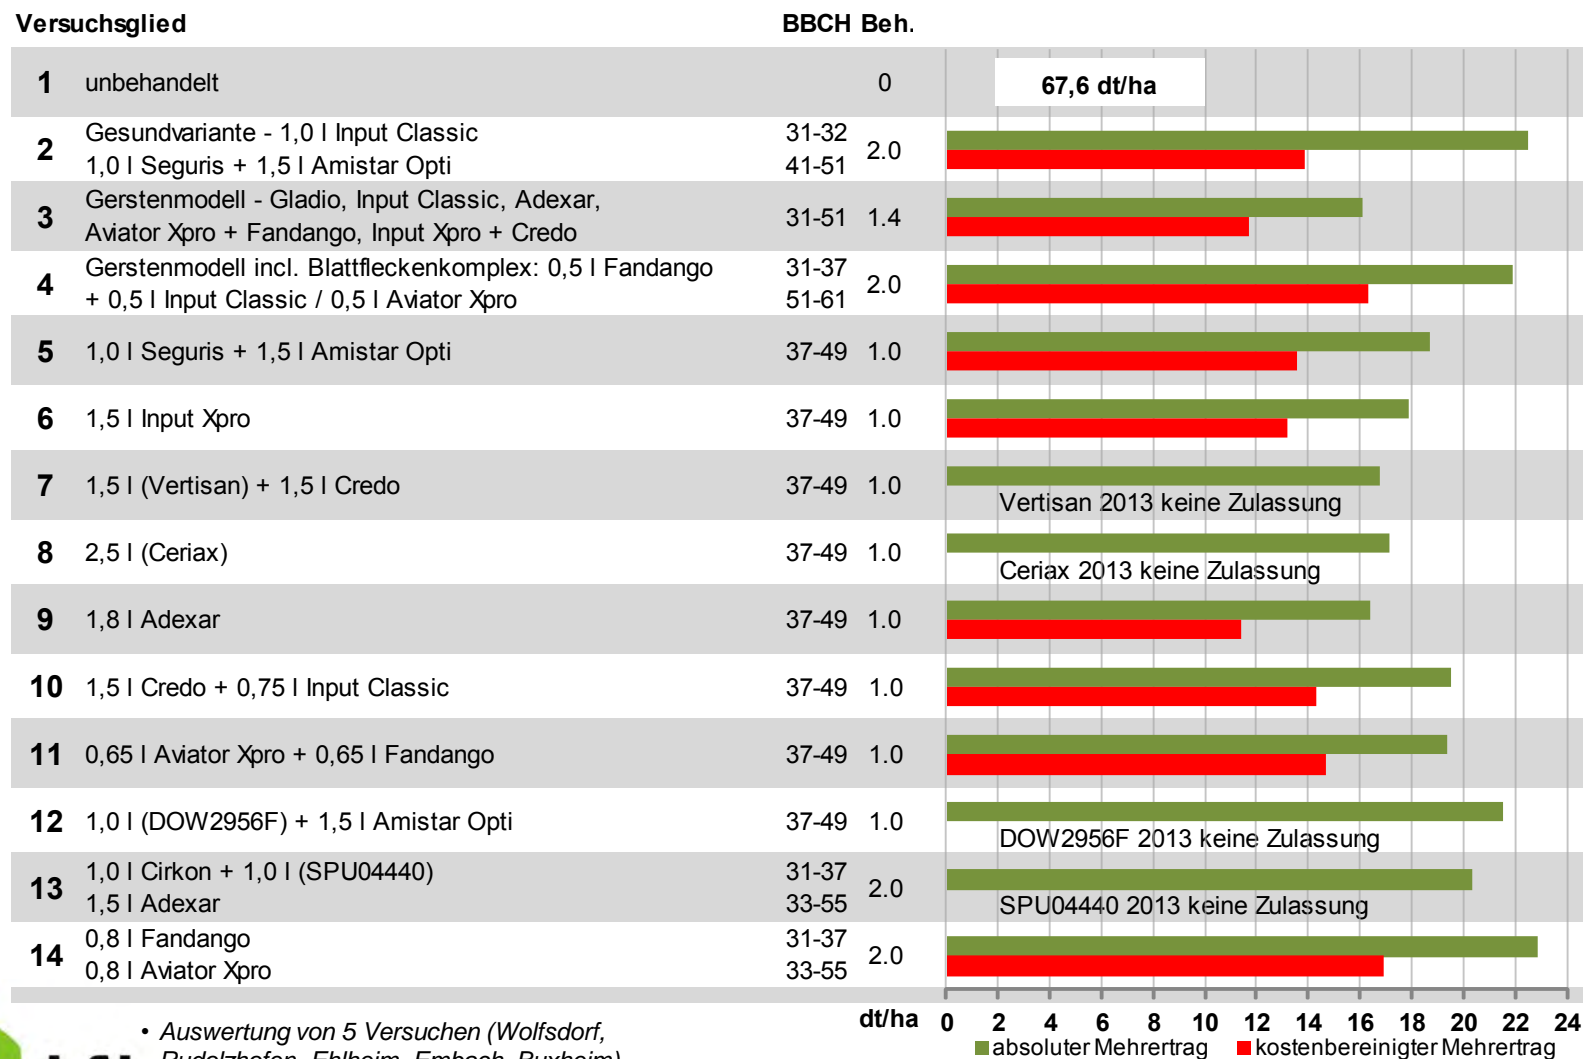 Versuchsglied BBCH Beh.
1 unbehandelt 0 67,6 dt/ha
Gesundvariante - 1,0 l Input Classic 31-32
2 2.0
1,0 l Seguris + 1,5 l Amistar Opti 41-51
Gerstenmodell - Gladio, Input Classic, Adexar,
3 31-51 1.4
Aviator Xpro + Fandango, Input Xpro + Credo
Gerstenmodell incl. Blattfleckenkomplex: 0,5 l Fandango 31-37
4 2.0
+ 0,5 l Input Classic / 0,5 l Aviator Xpro 51-61
5 1,0 l Seguris + 1,5 l Amistar Opti 37-49 1.0
6 1,5 l Input Xpro 37-49 1.0
7 1,5 l (Vertisan) + 1,5 l Credo 37-49 1.0
Vertisan 2013 keine Zulassung
8 2,5 l (Ceriax) 37-49 1.0
Ceriax 2013 keine Zulassung
9 1,8 l Adexar 37-49 1.0
10 1,5 l Credo + 0,75 l Input Classic 37-49 1.0
11 0,65 l Aviator Xpro + 0,65 l Fandango 37-49 1.0
12 1,0 l (DOW2956F) + 1,5 l Amistar Opti 37-49 1.0
DOW2956F 2013 keine Zulassung
1,0 l Cirkon + 1,0 l (SPU04440) 31-37
13 2.0
1,5 l Adexar 33-55
SPU04440 2013 keine Zulassung
0,8 l Fandango 31-37
14 2.0
0,8 l Aviator Xpro 33-55
dt/ha 0 2 4 6 8 10 12 14 16 18 20 22 24
absoluter Mehrertrag kostenbereinigter Mehrertrag
• Auswertung von 5 Versuchen (Wolfsdorf,